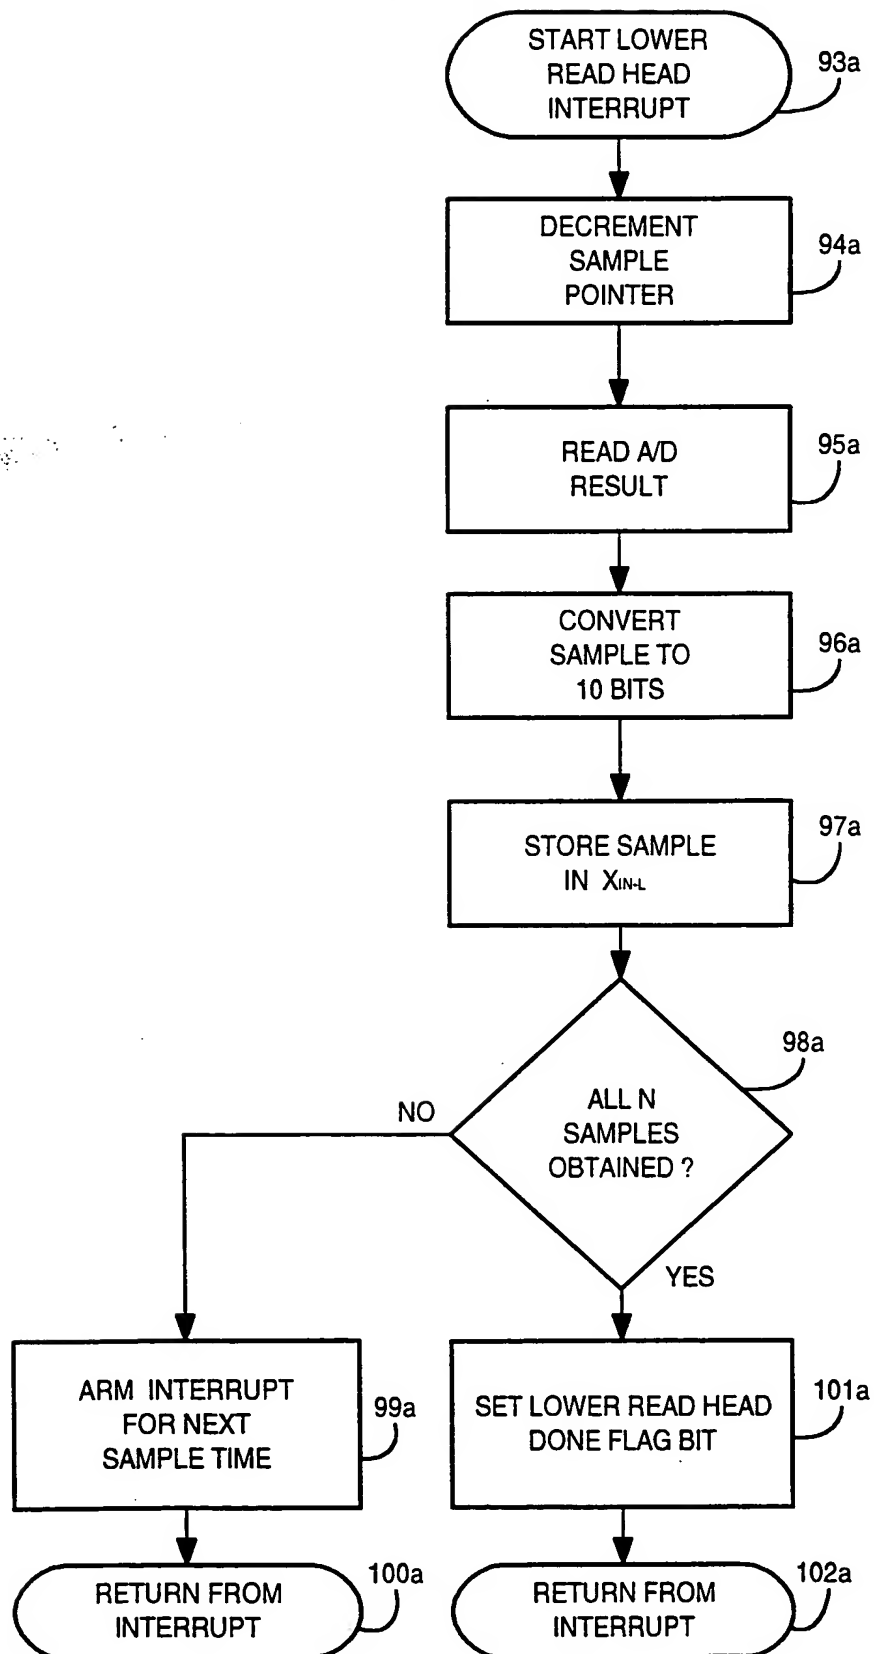 START LOWER
READ HEAD
INTERRUPT
93a
DECREMENT
SAMPLE
POINTER
94a
READ A/D
RESULT
95a
CONVERT
SAMPLE TO
10 BITS
96a
STORE SAMPLE
IN XIN-L
97a
ALL N
SAMPLES
OBTAINED ?
98a
NO
YES
ARM INTERRUPT
FOR NEXT
SAMPLE TIME
99a
SET LOWER READ HEAD
DONE FLAG BIT
101a
RETURN FROM
INTERRUPT
100a
RETURN FROM
INTERRUPT
102a